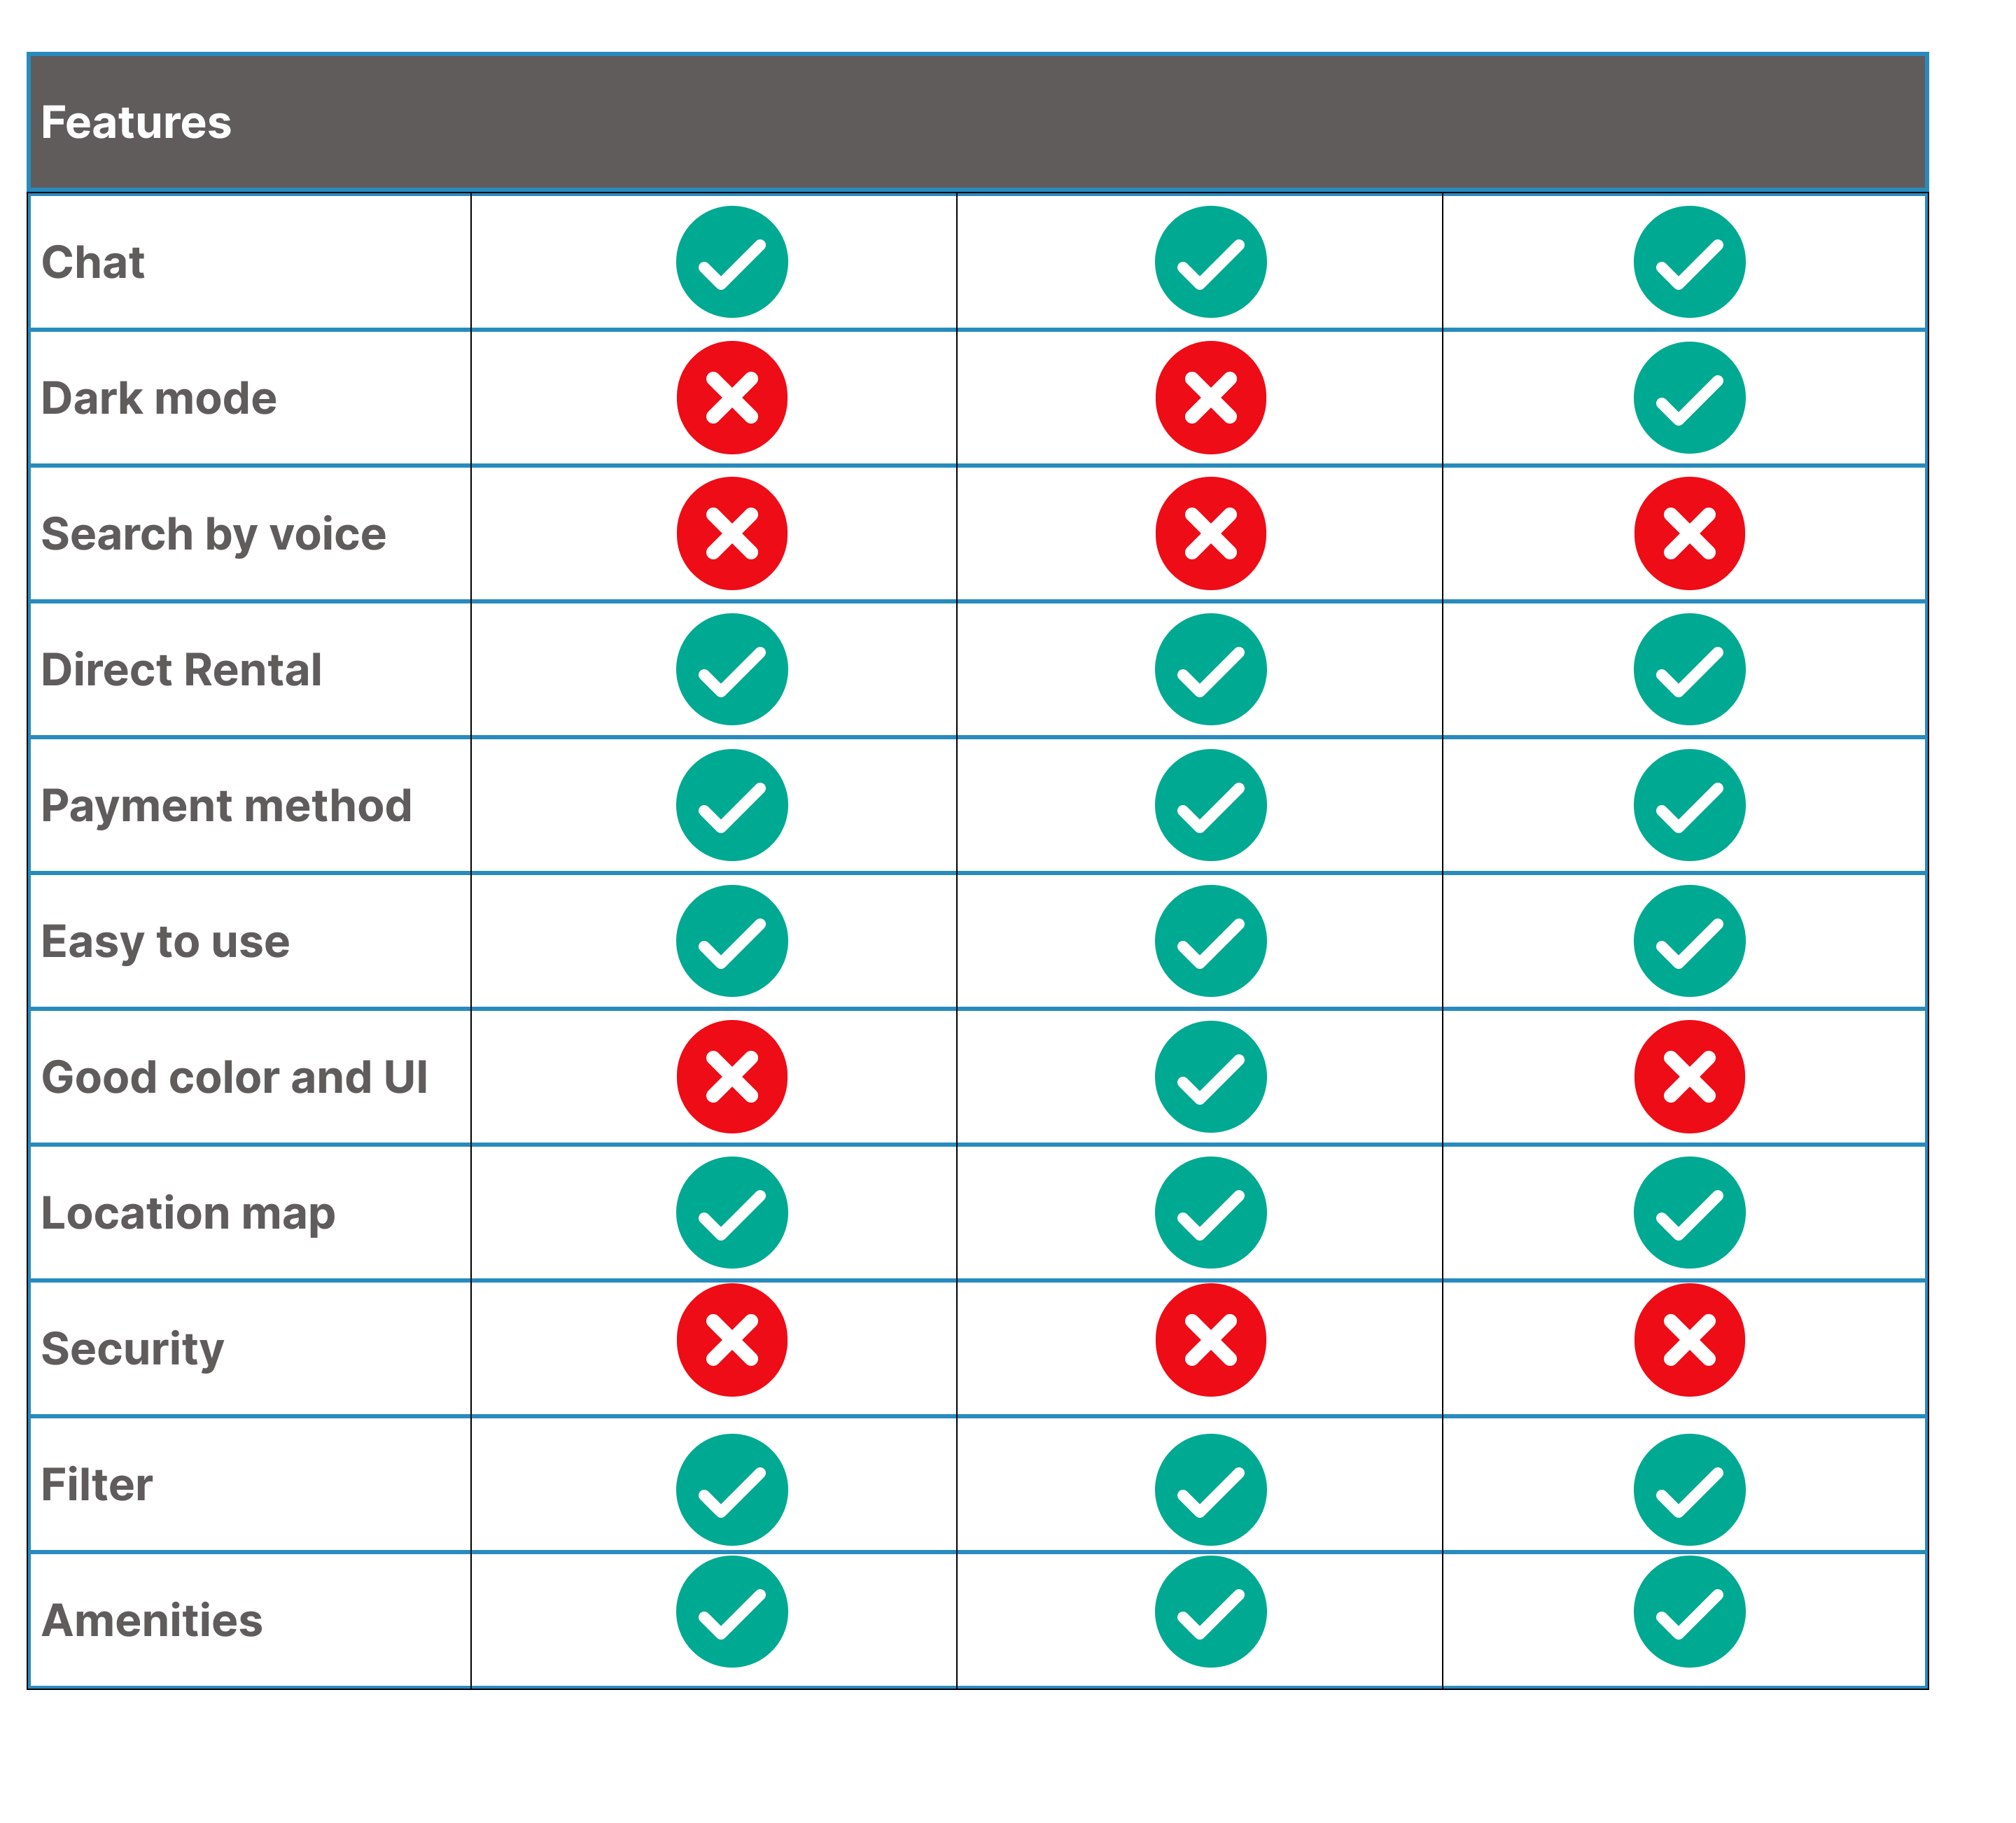 Features
Chat
Dark mode
Search by voice
Direct Rental
Payment method
Easy to use
Good color and UI
Location map
Security
Filter
Amenities